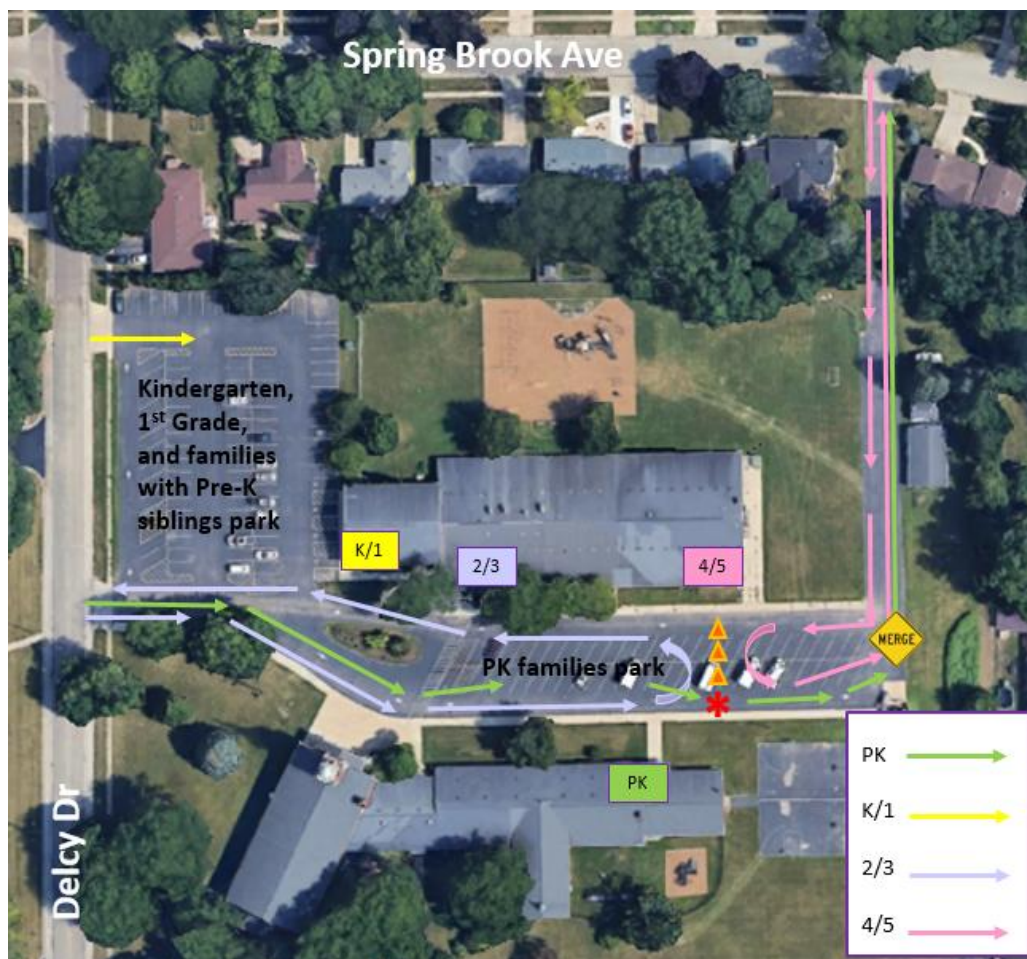 Spring Brook Ave
Kindergarten,
1st Grade,
and families
with Pre-K
siblings park
K/1
2/3
4/5
MERGE
PK families park
PK
Delcy Dr
PK
K/1
2/3
4/5